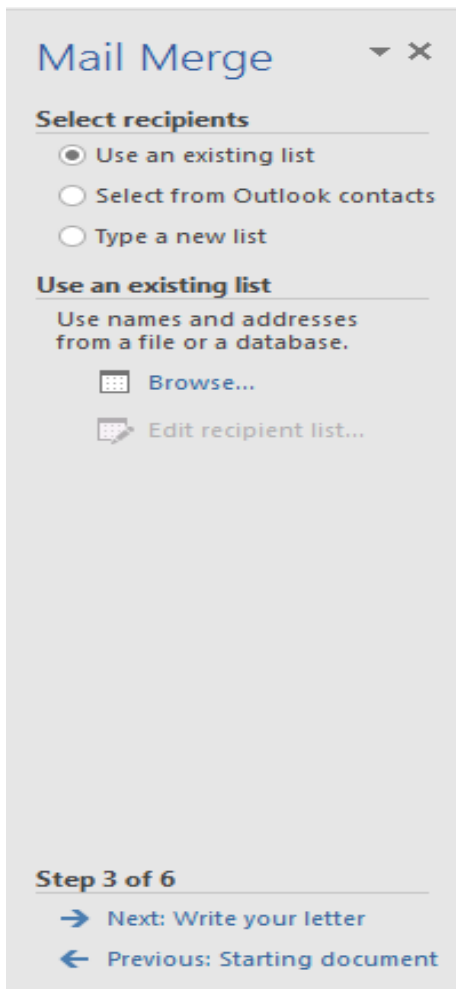 Mail Merge
Select recipients
Use an existing list
Select from Outlook contacts
Type a new list
Use an existing list
Use names and addresses
from a file or a database.
Browse...
Edit recipient list...
Step 3 of 6
Next: Write your letter
Previous: Starting document